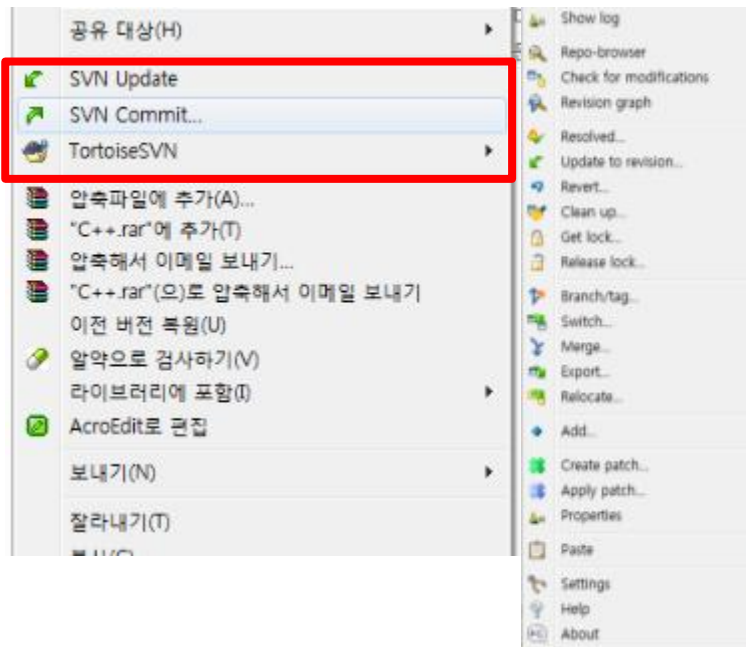 공유 대상(H)
SVN Update
SVN Commit...
TortoiseSVN
압축파일에 추가(A)...
"C++.rar"에 추가(T)
압축해서 이메일 보내기...
"C++.rar"(으)로 압축해서 이메일 보내기
이전 버전 복원(U)
알약으로 검사하기(V)
라이브러리에 포함(I)
AcroEdit로 편집
보내기(N)
잘라내기(T)
Show log
Repo-browser
Check for modifications
Revision graph
Resolved...
Update to revision...
Revert...
Clean up...
Get lock...
Release lock...
Branch/tag...
Switch...
Merge...
Export...
Relocate...
Add...
Create patch...
Apply patch...
Properties
Paste
Settings
Help
About